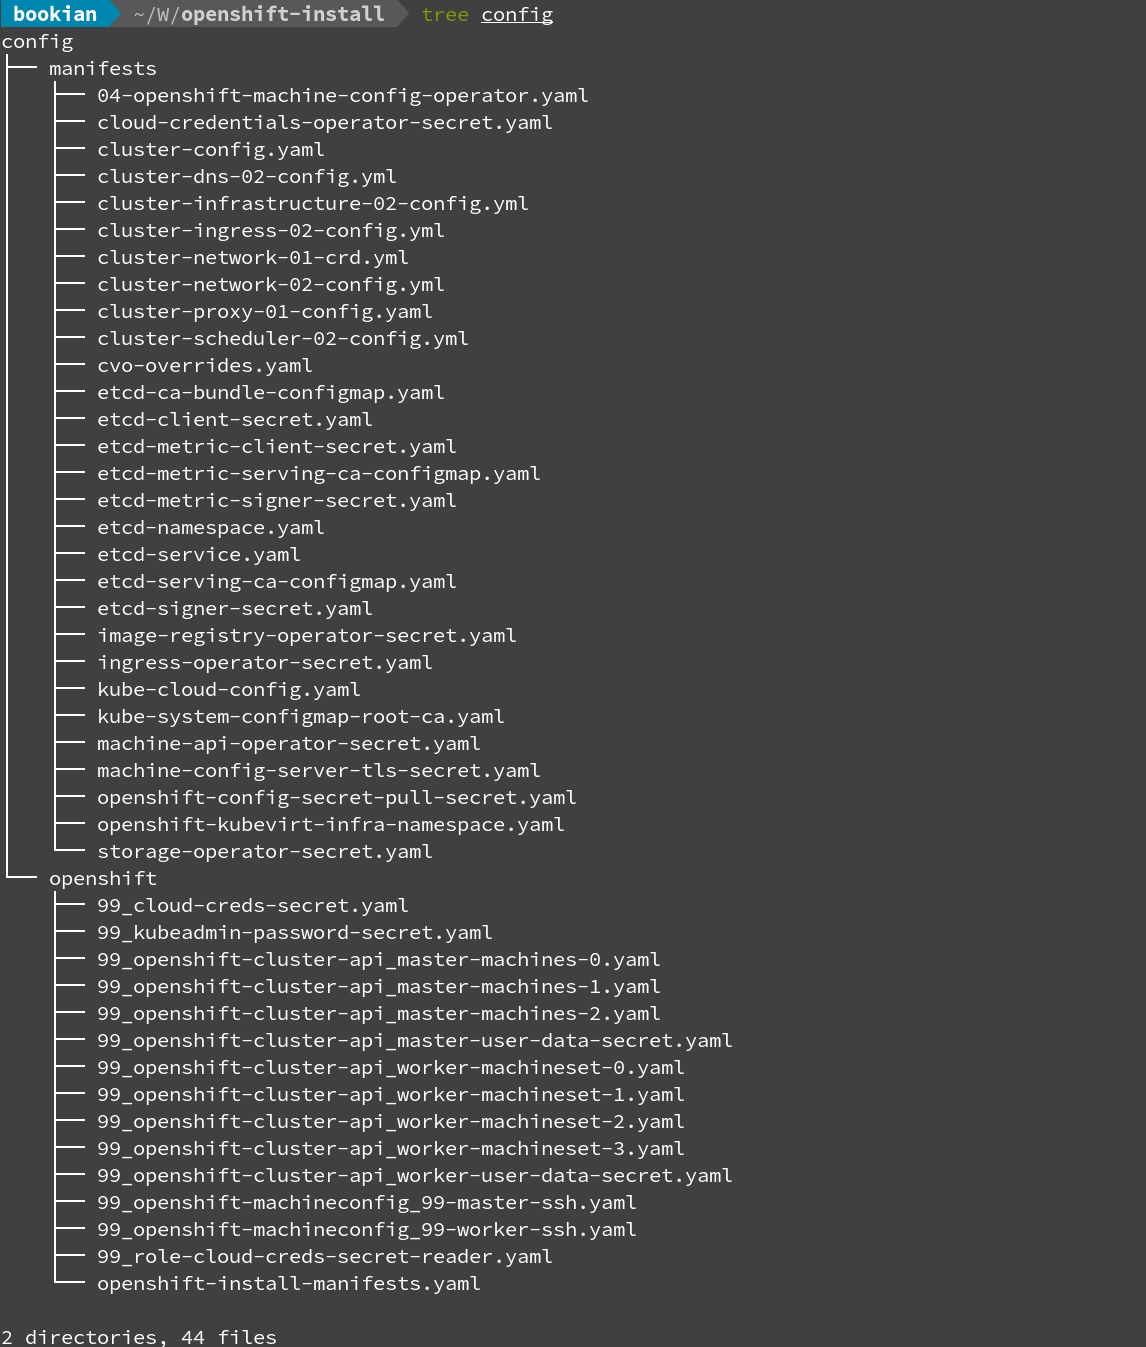 bookian ~/W/openshift-install tree config
config
├── manifests
│   ├── 04-openshift-machine-config-operator.yaml
│   ├── cloud-credentials-operator-secret.yaml
│   ├── cluster-config.yaml
│   ├── cluster-dns-02-config.yml
│   ├── cluster-infrastructure-02-config.yml
│   ├── cluster-ingress-02-config.yml
│   ├── cluster-network-01-crd.yml
│   ├── cluster-network-02-config.yml
│   ├── cluster-proxy-01-config.yaml
│   ├── cluster-scheduler-02-config.yml
│   ├── cvo-overrides.yaml
│   ├── etcd-ca-bundle-configmap.yaml
│   ├── etcd-client-secret.yaml
│   ├── etcd-metric-client-secret.yaml
│   ├── etcd-metric-serving-ca-configmap.yaml
│   ├── etcd-metric-signer-secret.yaml
│   ├── etcd-namespace.yaml
│   ├── etcd-service.yaml
│   ├── etcd-serving-ca-configmap.yaml
│   ├── etcd-signer-secret.yaml
│   ├── image-registry-operator-secret.yaml
│   ├── ingress-operator-secret.yaml
│   ├── kube-cloud-config.yaml
│   ├── kube-system-configmap-root-ca.yaml
│   ├── machine-api-operator-secret.yaml
│   ├── machine-config-server-tls-secret.yaml
│   ├── openshift-config-secret-pull-secret.yaml
│   ├── openshift-kubevirt-infra-namespace.yaml
│   └── storage-operator-secret.yaml
└── openshift
    ├── 99_cloud-creds-secret.yaml
    ├── 99_kubeadmin-password-secret.yaml
    ├── 99_openshift-cluster-api_master-machines-0.yaml
    ├── 99_openshift-cluster-api_master-machines-1.yaml
    ├── 99_openshift-cluster-api_master-machines-2.yaml
    ├── 99_openshift-cluster-api_master-user-data-secret.yaml
    ├── 99_openshift-cluster-api_worker-machineset-0.yaml
    ├── 99_openshift-cluster-api_worker-machineset-1.yaml
    ├── 99_openshift-cluster-api_worker-machineset-2.yaml
    ├── 99_openshift-cluster-api_worker-machineset-3.yaml
    ├── 99_openshift-cluster-api_worker-user-data-secret.yaml
    ├── 99_openshift-machineconfig_99-master-ssh.yaml
    ├── 99_openshift-machineconfig_99-worker-ssh.yaml
    ├── 99_role-cloud-creds-secret-reader.yaml
    └── openshift-install-manifests.yaml
2 directories, 44 files